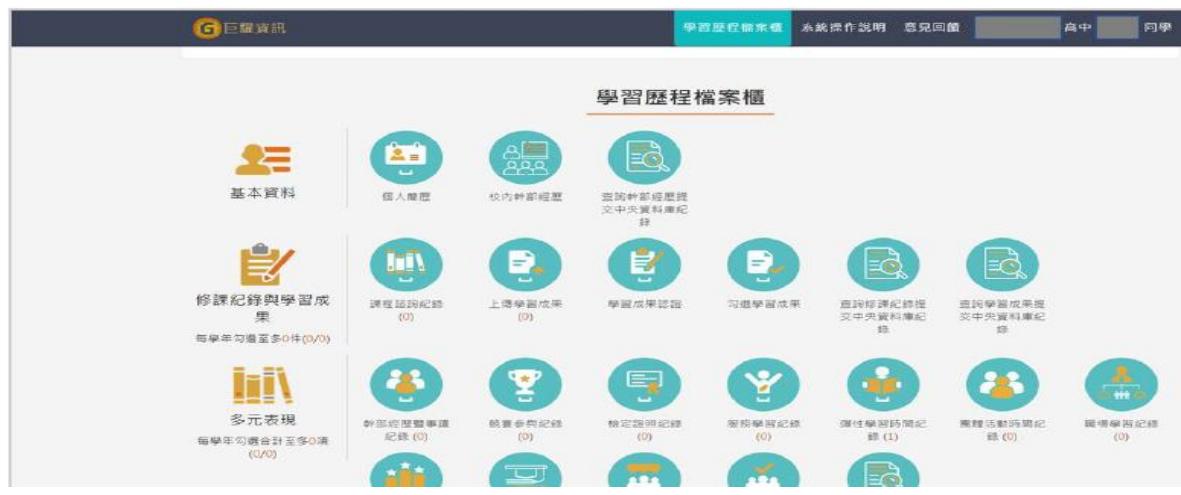 巨耀資訊
學習歷程檔案櫃 系統操作說明 意見回饋 高中 同學
學習歷程檔案櫃
基本資料
個人簡歷 校內幹部經歷 查詢幹部經歷提
交中央資料庫紀
錄
修課紀錄與學習成
果
每學年勾選至多0件(0/0)
課程諮詢紀錄
(0)
上傳學習成果
(0)
學習成果認證
勾選學習成果
查詢修課紀錄提
交中央資料庫紀
錄
查詢學習成果提
交中央資料庫紀
錄
多元表現
每學年勾選合計至多0項
(0/0)
幹部經歷暨事蹟
紀錄 (0)
競賽參與紀錄
(0)
檢定證照紀錄
(0)
服務學習紀錄
(0)
彈性學習時間紀
錄 (1)
團體活動時間紀
錄 (0)
職場學習紀錄
(0)